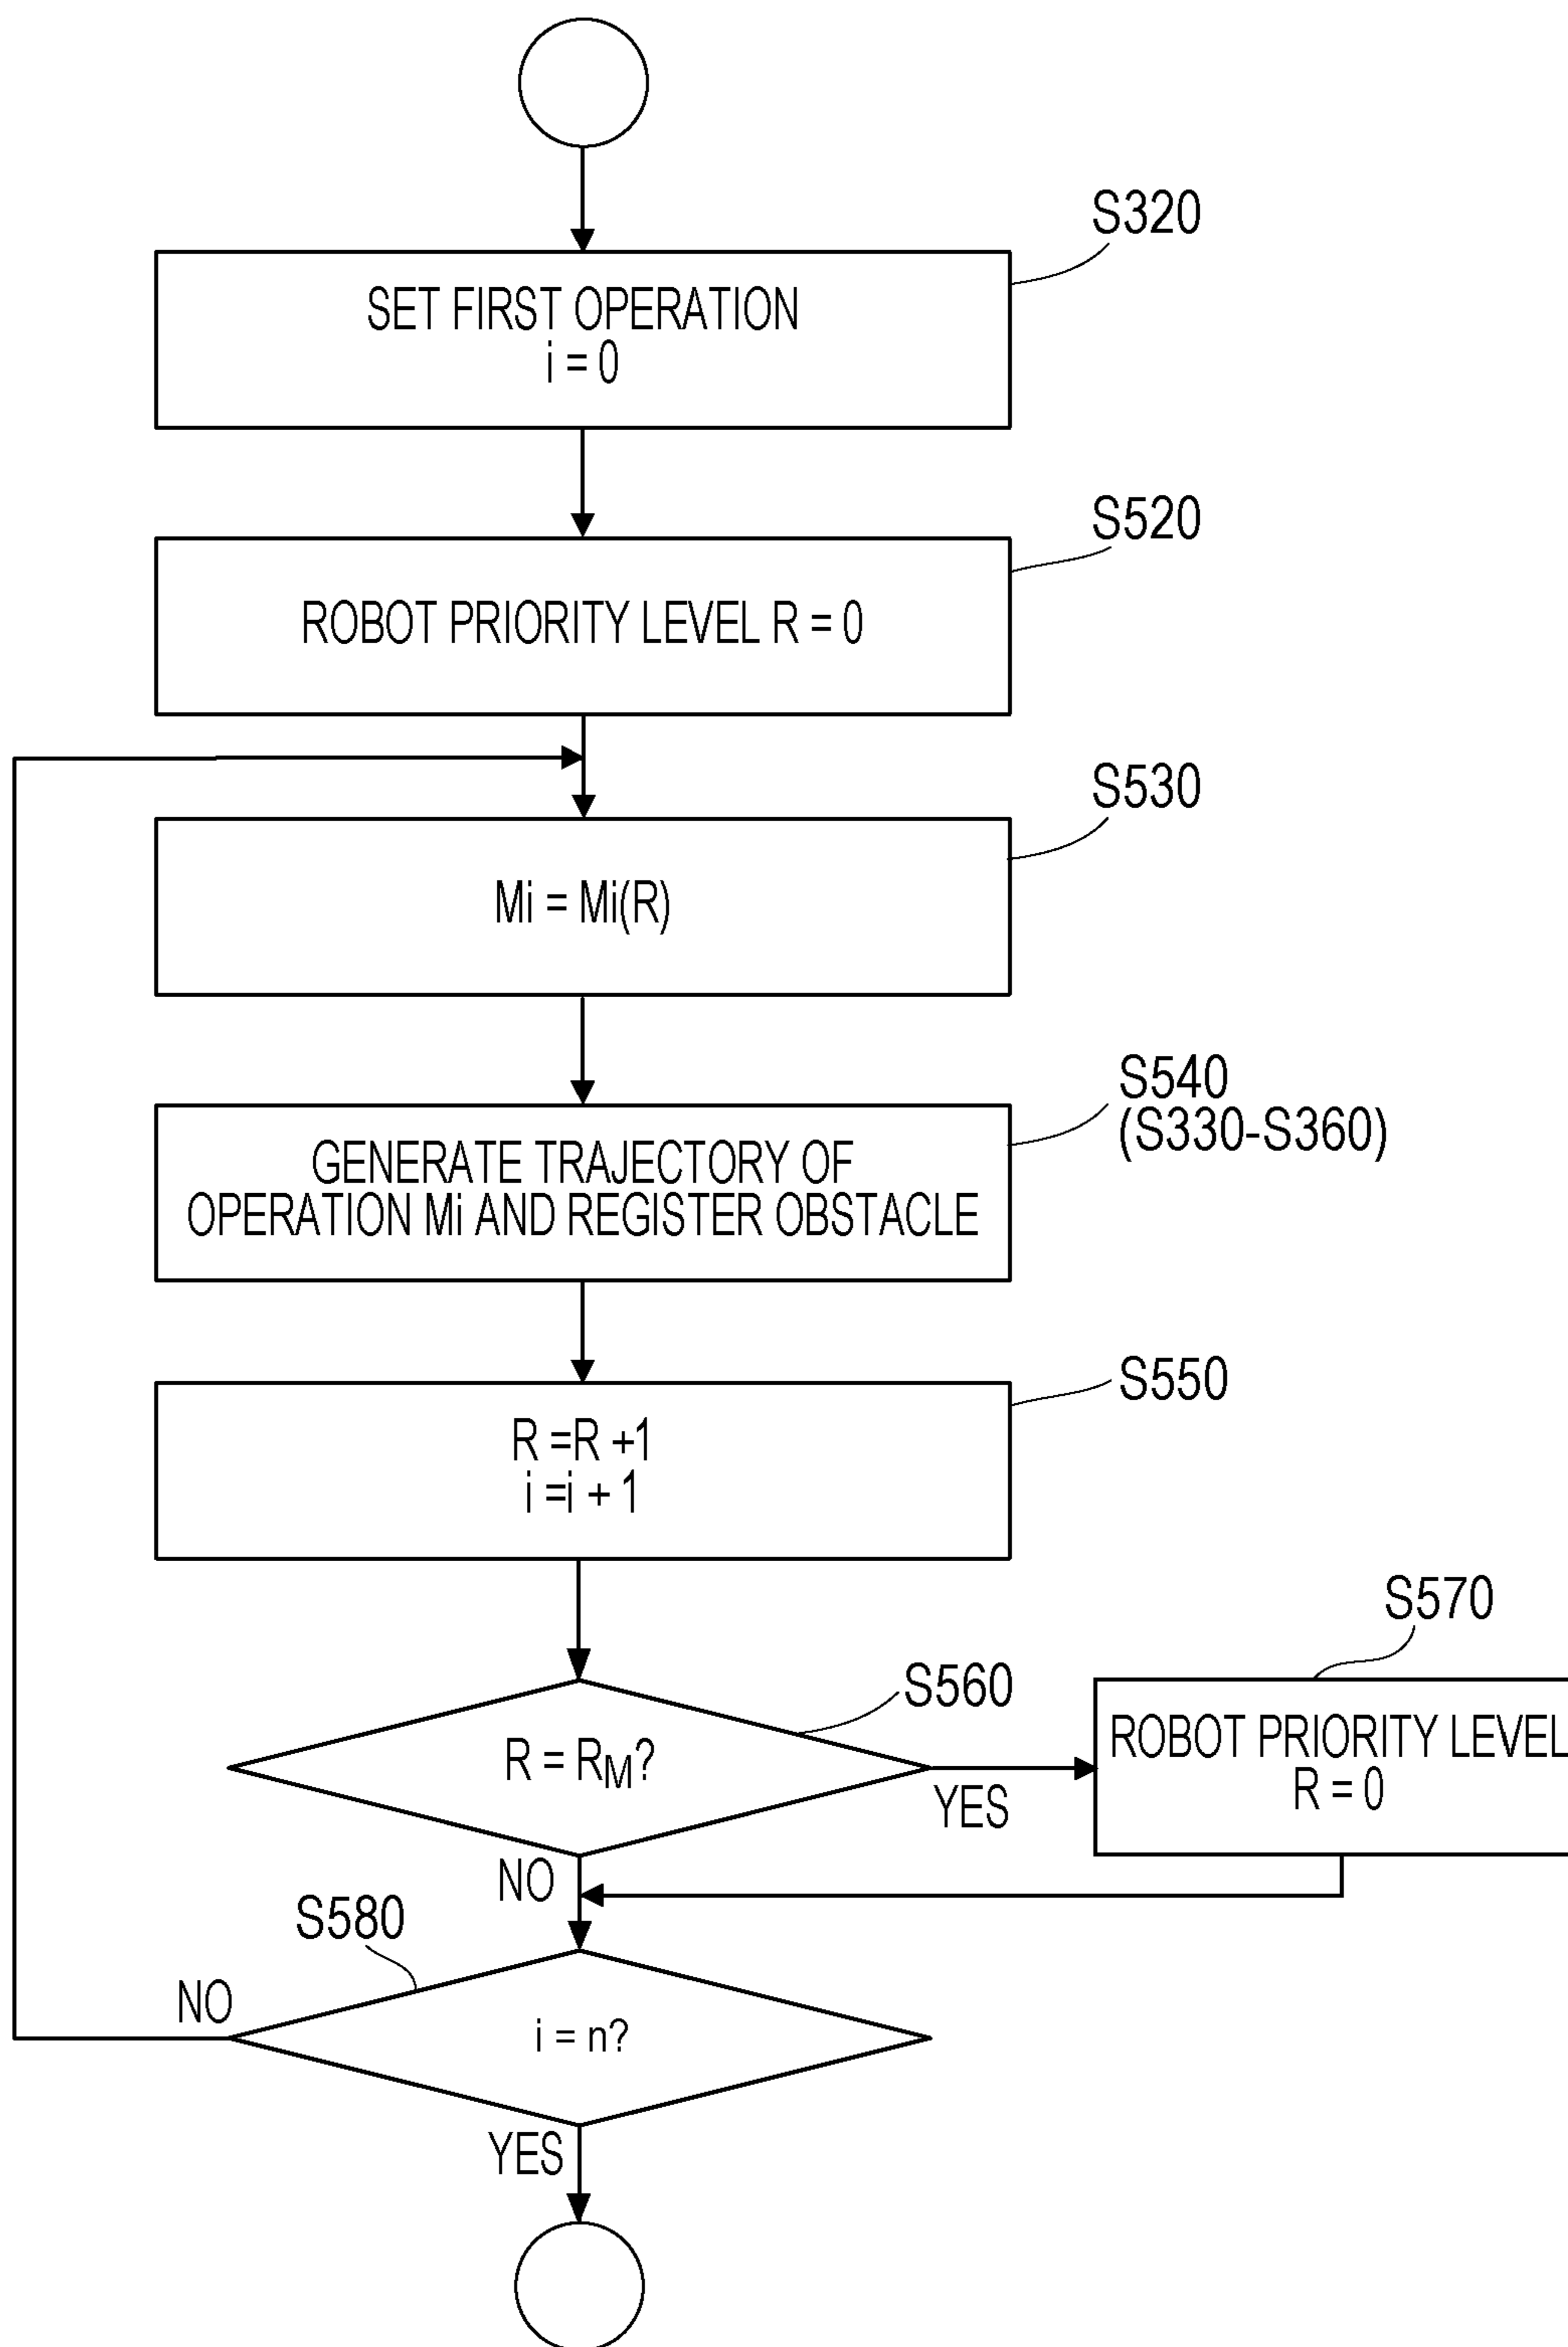 S320
SET FIRST OPERATION
i = 0
S520
ROBOT PRIORITY LEVEL R = 0
S530
Mi = Mi(R)
S540
(S330-S360)
GENERATE TRAJECTORY OF
OPERATION Mi AND REGISTER OBSTACLE
S550
R =R +1
i =i + 1
S560
R = RM?
YES
NO
S570
ROBOT PRIORITY LEVEL
R = 0
S580
i = n?
NO
YES